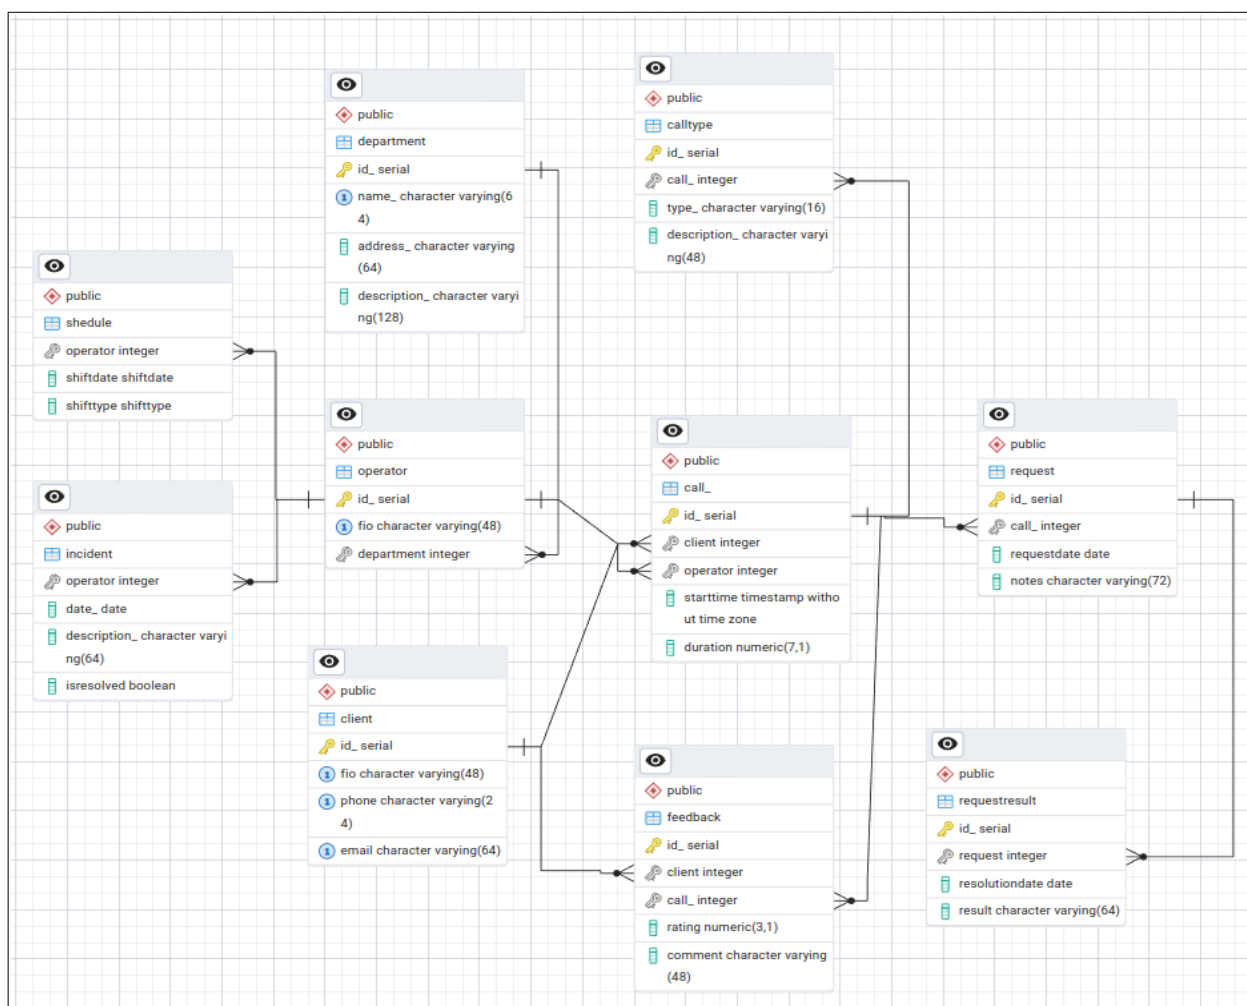 public
department
id_ serial
name_ character varying(6
4)
address_ character varying
(64)
description_ character varyi
ng(128)
public
calltype
id_ serial
call_ integer
type_ character varying(16)
description_ character varyi
ng(48)
public
shedule
operator integer
shiftdate shiftdate
shifttype shifttype
public
operator
id_ serial
fio character varying(48)
department integer
public
call_
id_ serial
client integer
operator integer
starttime timestamp witho
ut time zone
duration numeric(7,1)
public
request
id_ serial
call_ integer
requestdate date
notes character varying(72)
public
incident
operator integer
date_ date
description_ character varyi
ng(64)
isresolved boolean
public
client
id_ serial
fio character varying(48)
phone character varying(2
4)
email character varying(64)
public
feedback
id_ serial
client integer
call_ integer
rating numeric(3,1)
comment character varying
(48)
public
requestresult
id_ serial
request integer
resolutiondate date
result character varying(64)